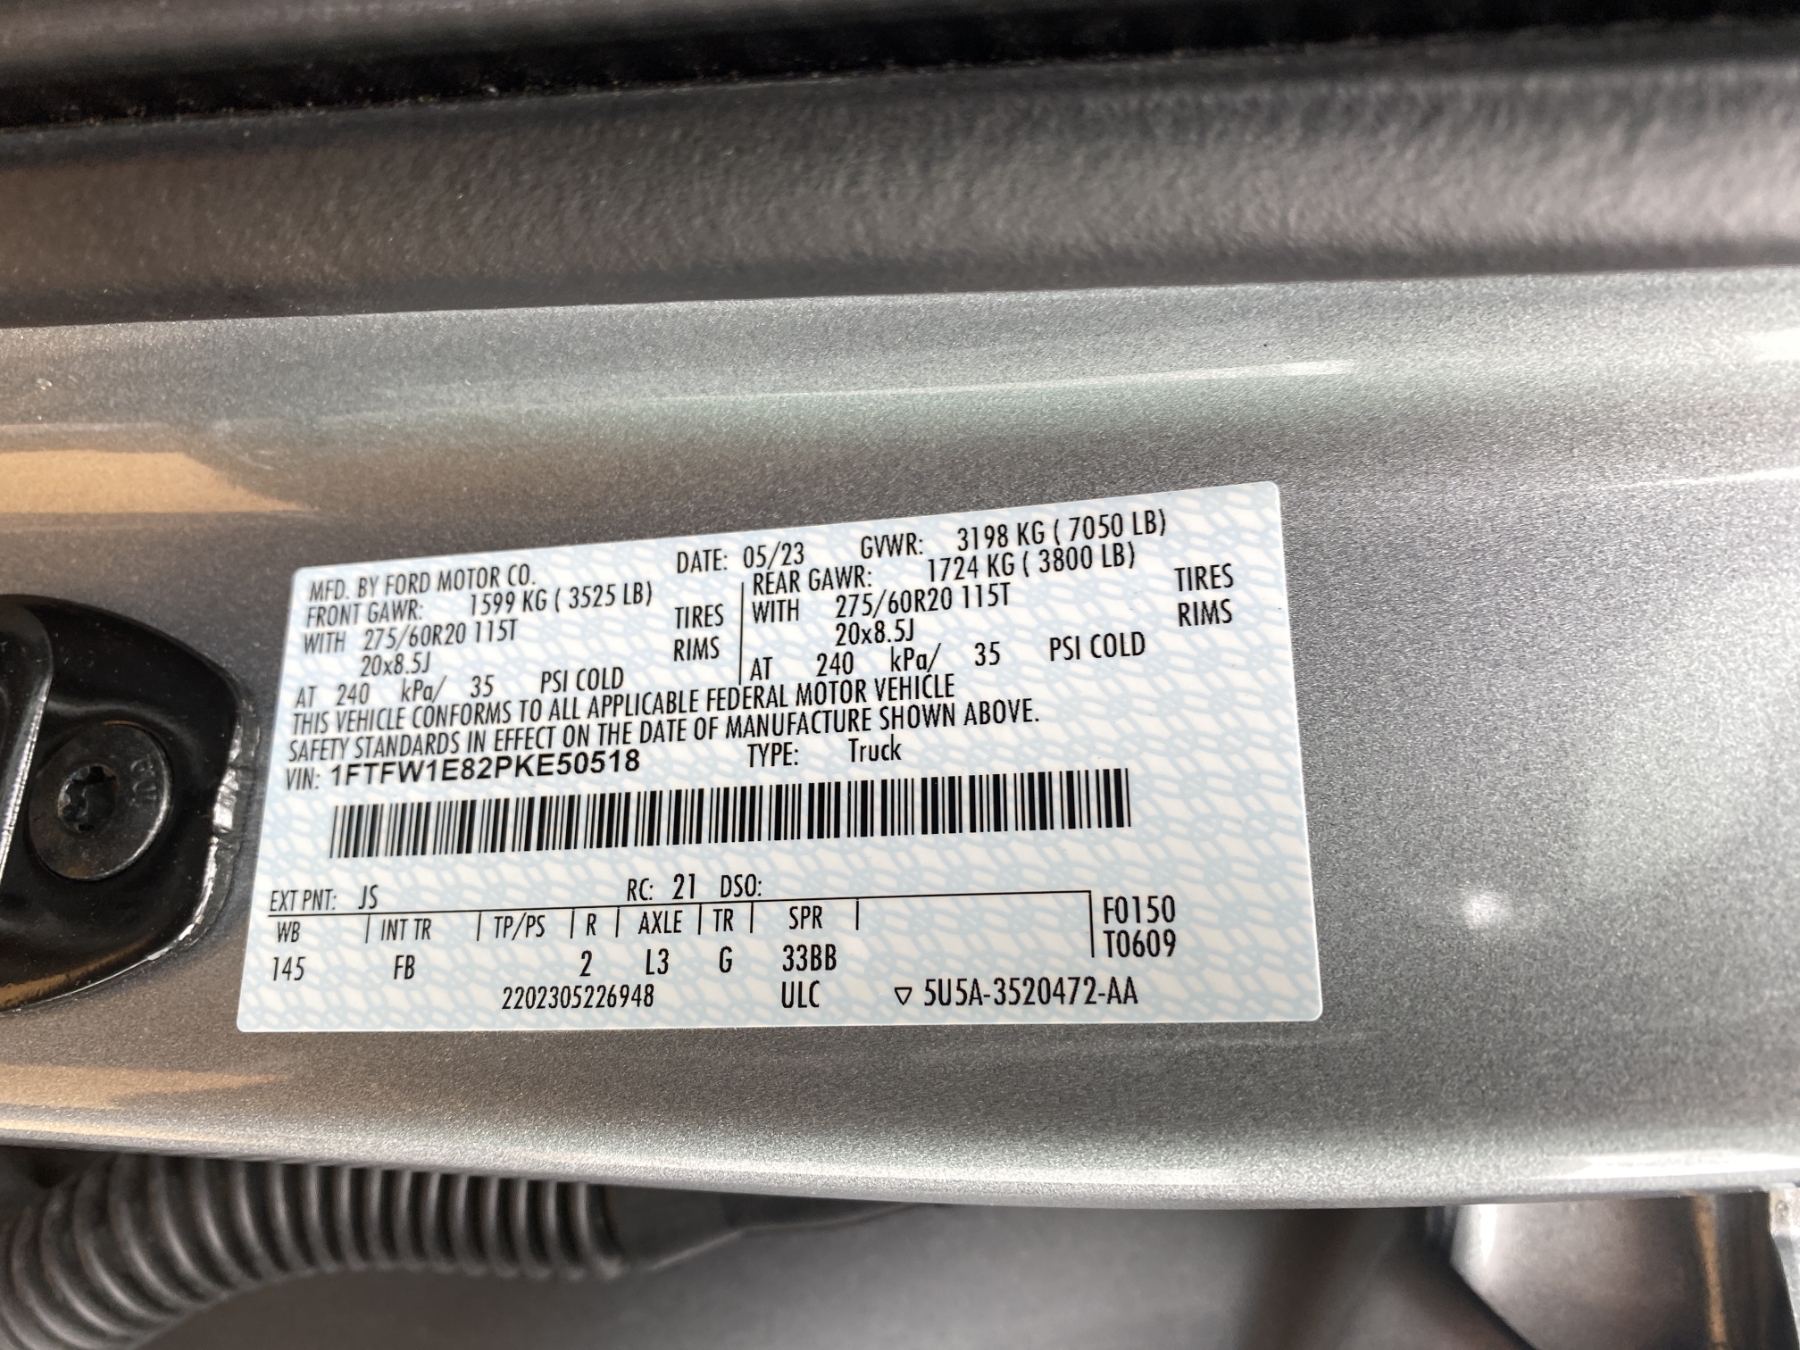 MFD. BY FORD MOTOR CO. DATE: 05/23 GVWR: 3198 KG ( 7050 LB)
FRONT GAWR: 1599 KG ( 3525 LB) REAR GAWR: 1724 KG ( 3800 LB)
WITH 275/60R20 115T TIRES WITH 275/60R20 115T TIRES
20x8.5J RIMS 20x8.5J RIMS
AT 240 kPa/ 35 PSI COLD AT 240 kPa/ 35 PSI COLD
THIS VEHICLE CONFORMS TO ALL APPLICABLE FEDERAL MOTOR VEHICLE
SAFETY STANDARDS IN EFFECT ON THE DATE OF MANUFACTURE SHOWN ABOVE.
VIN: 1FTFW1E82PKE50518 TYPE: Truck
EXT PNT: JS RC: 21 DSO:
WB INT TR TP/PS R AXLE TR SPR F0150
145 FB 2 L3 G 33BB T0609
2202305226948 ULC ▽ 5U5A-3520472-AA